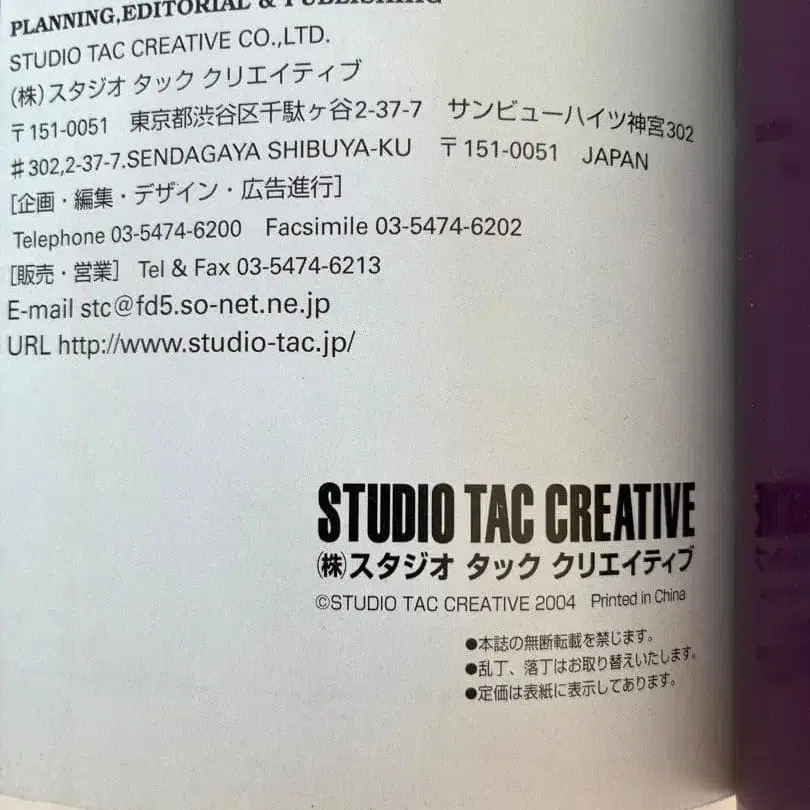 PLANNING,EDITORIAL & PUBLISHING
STUDIO TAC CREATIVE CO.,LTD.
(株)スタジオ タック クリエイティブ
〒151-0051 東京都渋谷区千駄ヶ谷2-37-7 サンビューハイツ神宮302
♯302,2-37-7.SENDAGAYA SHIBUYA-KU 〒151-0051 JAPAN
[企画・編集・デザイン・広告進行]
Telephone 03-5474-6200 Facsimile 03-5474-6202
[販売・営業] Tel & Fax 03-5474-6213
E-mail stc@fd5.so-net.ne.jp
URL http://www.studio-tac.jp/
STUDIO TAC CREATIVE
(株)スタジオ タック クリエイティブ
©STUDIO TAC CREATIVE 2004 Printed in China
●本誌の無断転載を禁じます。
●乱丁、落丁はお取り替えいたします。
●定価は表紙に表示してあります。